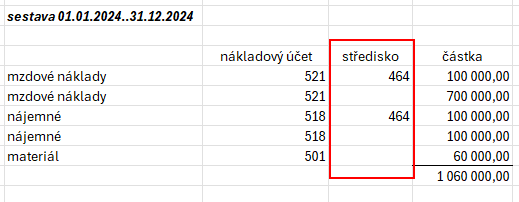 sestava 01.01.2024..31.12.2024
nákladový účet středisko částka
mzdové náklady 521 464 100 000,00
mzdové náklady 521 700 000,00
nájemné 518 464 100 000,00
nájemné 518 100 000,00
materiál 501 60 000,00
1 060 000,00